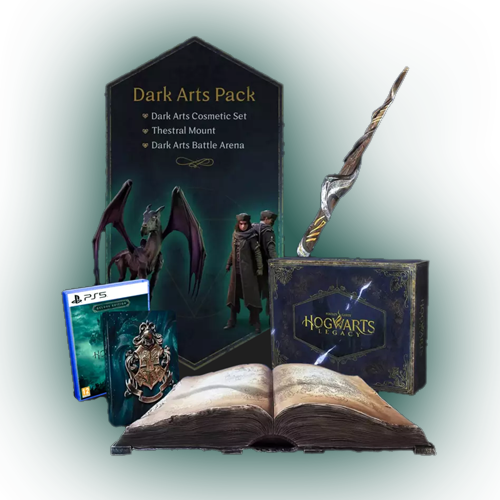 Dark Arts Pack
Dark Arts Cosmetic Set
Thestral Mount
Dark Arts Battle Arena
PS5
HOGWARTS
LEGACY